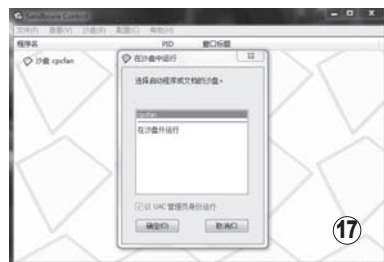 Sandboxie Control
文件(F) 查看(V) 沙盘(S) 配置(C) 帮助(H)
程序名 PID 窗口标题
沙盘 cpcfan
在沙盘中运行
选择启动程序或文档的沙盘。
cpcfan
在沙盘外运行
以 UAC 管理员身份运行
确定(O) 取消(C)
17